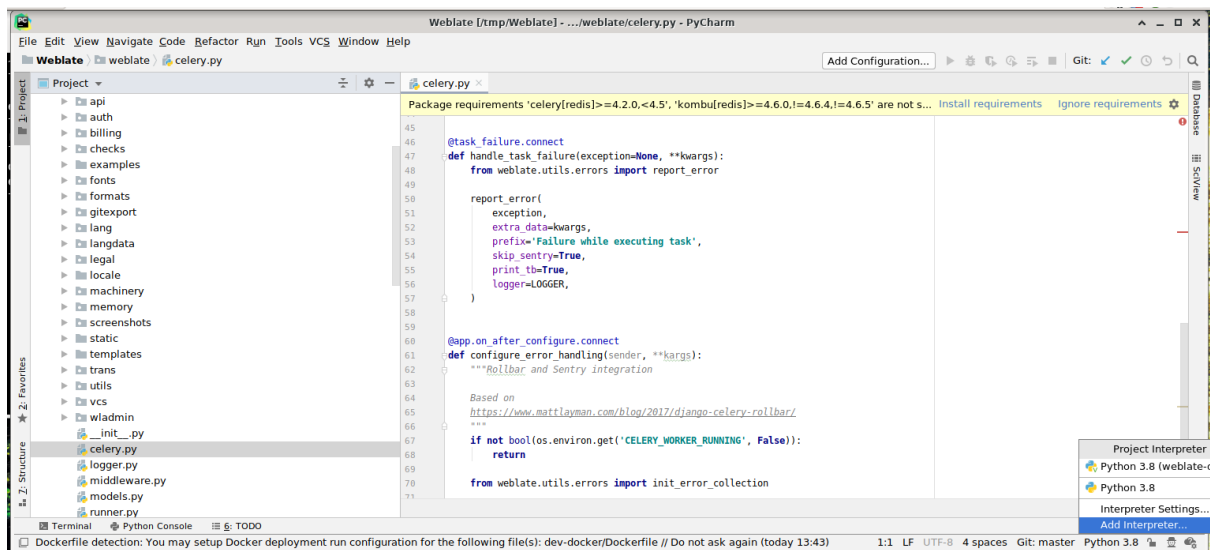 Weblate [/tmp/Weblate] - .../weblate/celery.py - PyCharm
File Edit View Navigate Code Refactor Run Tools VCS Window Help
Weblate weblate celery.py
Add Configuration...
Git:
1: Project
Project
celery.py
api
auth
billing
checks
examples
fonts
formats
gitexport
lang
langdata
legal
locale
machinery
memory
screenshots
static
templates
trans
utils
vcs
wladmin
__init__.py
celery.py
logger.py
middleware.py
models.py
runner.py
2: Favorites
7: Structure
Package requirements 'celery[redis]>=4.2.0,<4.5', 'kombu[redis]>=4.6.0,!=4.6.4,!=4.6.5' are not s... Install requirements Ignore requirements
45
46 @task_failure.connect
47 def handle_task_failure(exception=None, **kwargs):
48 from weblate.utils.errors import report_error
49
50 report_error(
51 exception,
52 extra_data=kwargs,
53 prefix='Failure while executing task',
54 skip_sentry=True,
55 print_tb=True,
56 logger=LOGGER,
57 )
58
59
60 @app.on_after_configure.connect
61 def configure_error_handling(sender, **kargs):
62 """Rollbar and Sentry integration
63
64 Based on
65 https://www.mattlayman.com/blog/2017/django-celery-rollbar/
66 """
67 if not bool(os.environ.get('CELERY_WORKER_RUNNING', False)):
68 return
69
70 from weblate.utils.errors import init_error_collection
71
Database
SciView
Project Interpreter
Python 3.8 (weblate-
Python 3.8
Interpreter Settings...
Add Interpreter...
Terminal Python Console 6: TODO
Dockerfile detection: You may setup Docker deployment run configuration for the following file(s): dev-docker/Dockerfile // Do not ask again (today 13:43) 1:1 LF UTF-8 4 spaces Git: master Python 3.8